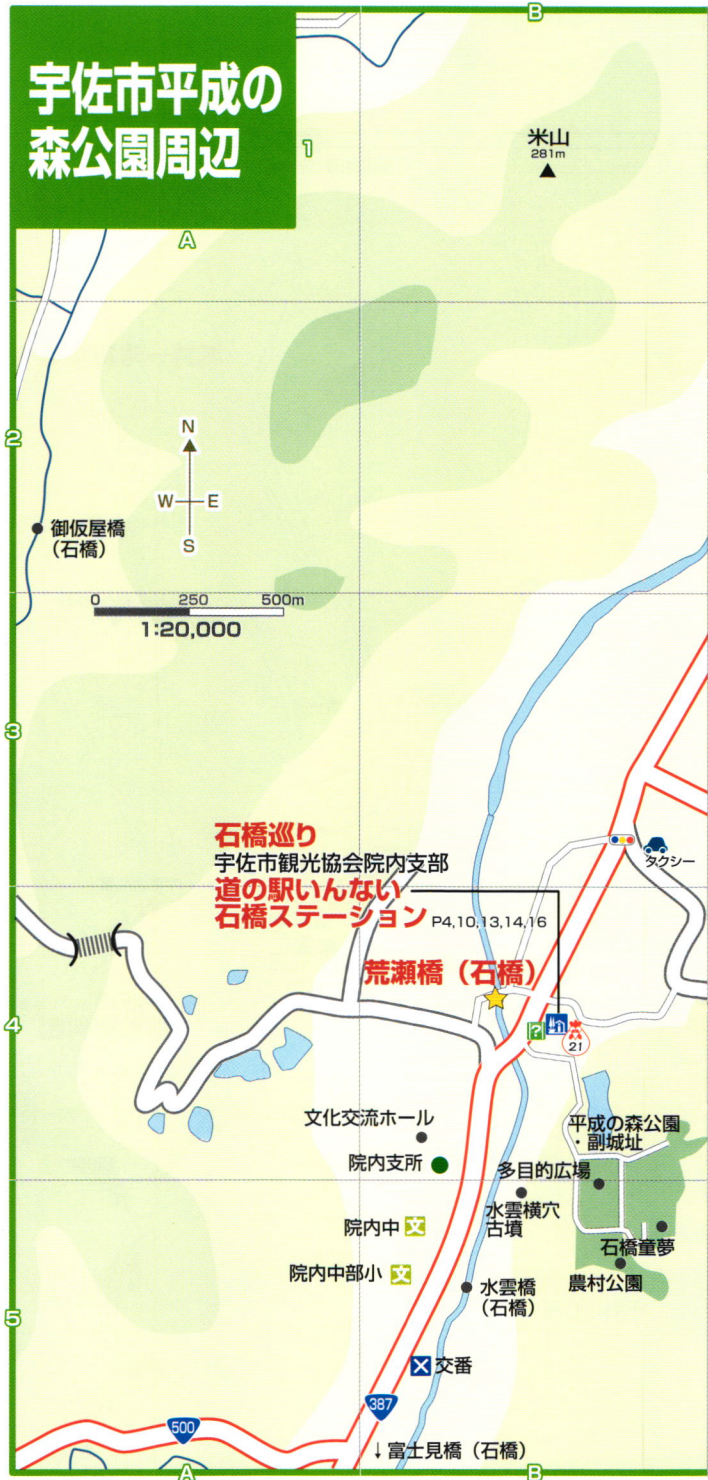 宇佐市平成の
森公園周辺
B
1
米山
281m
A
2
N
W E
S
御仮屋橋
(石橋)
0 250 500m
1:20,000
3
石橋巡り
宇佐市観光協会院内支部
道の駅いんない
石橋ステーション
P4,10,13,14,16
タクシー
荒瀬橋(石橋)
4
?
21
文化交流ホール
院内支所
平成の森公園
・副城址
多目的広場
水雲横穴
古墳
院内中 文
石橋童夢
院内中部小 文
農村公園
水雲橋
(石橋)
5
交番
387
500
↓富士見橋(石橋)
A
B